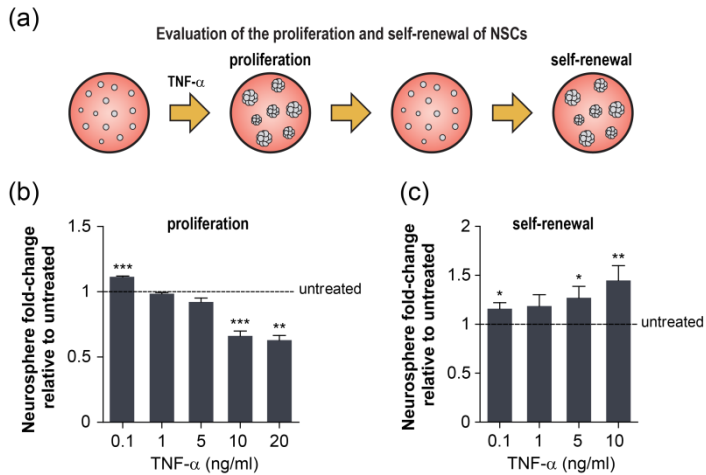 (a)
Evaluation of the proliferation and self-renewal of NSCs
TNF-α
proliferation
self-renewal
(b)
proliferation
Neurosphere fold-change
relative to untreated
1.5
1
0.5
0
***
***
**
untreated
0.1 1 5 10 20
TNF-α (ng/ml)
(c)
self-renewal
Neurosphere fold-change
relative to untreated
2
1.5
1
0.5
0
*
*
**
untreated
0.1 1 5 10
TNF-α (ng/ml)